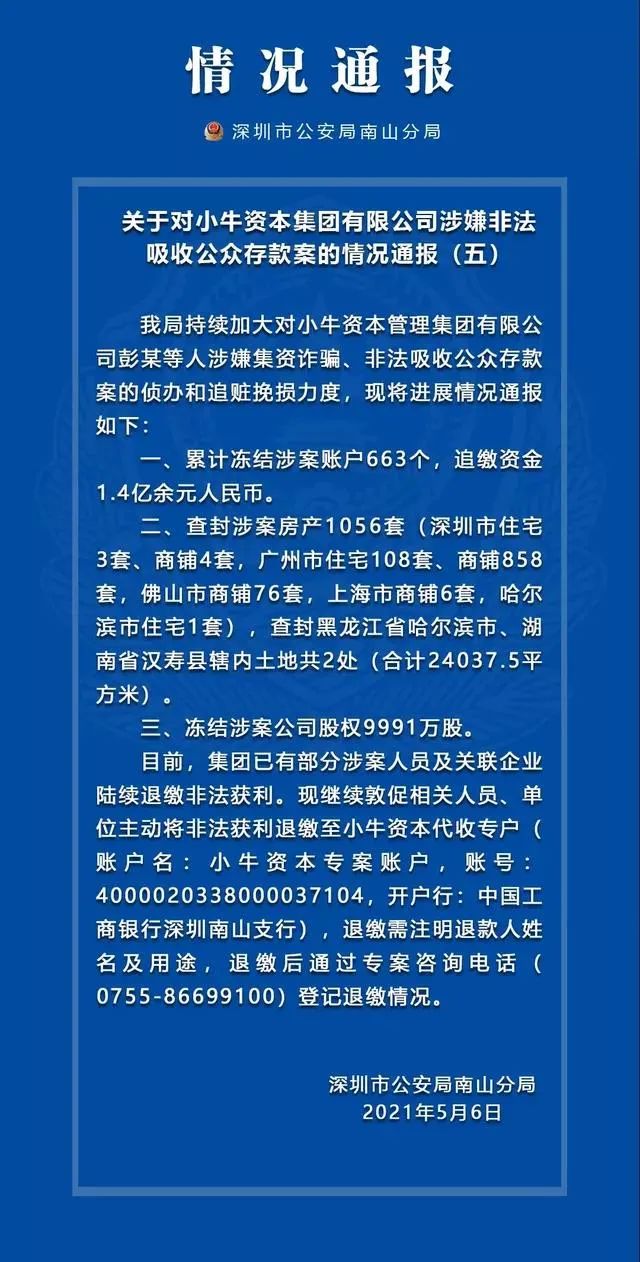 情况通报
深圳市公安局南山分局
关于对小牛资本集团有限公司涉嫌非法
吸收公众存款案的情况通报（五）
我局持续加大对小牛资本管理集团有限公
司彭某等人涉嫌集资诈骗、非法吸收公众存款
案的侦办和追赃挽损力度，现将进展情况通报
如下：
一、累计冻结涉案账户663个，追缴资金
1.4亿余元人民币。
二、查封涉案房产1056套（深圳市住宅
3套、商铺4套，广州市住宅108套、商铺858
套，佛山市商铺76套，上海市商铺6套，哈尔
滨市住宅1套），查封黑龙江省哈尔滨市、湖
南省汉寿县辖内土地共2处（合计24037.5平
方米）。
三、冻结涉案公司股权9991万股。
目前，集团已有部分涉案人员及关联企业
陆续退缴非法获利。现继续敦促相关人员、单
位主动将非法获利退缴至小牛资本代收专户（
账户名：小牛资本专案账户，账号：
4000020338000037104，开户行：中国工
商银行深圳南山支行），退缴需注明退款人姓
名及用途，退缴后通过专案咨询电话（
0755-86699100）登记退缴情况。
深圳市公安局南山分局
2021年5月6日